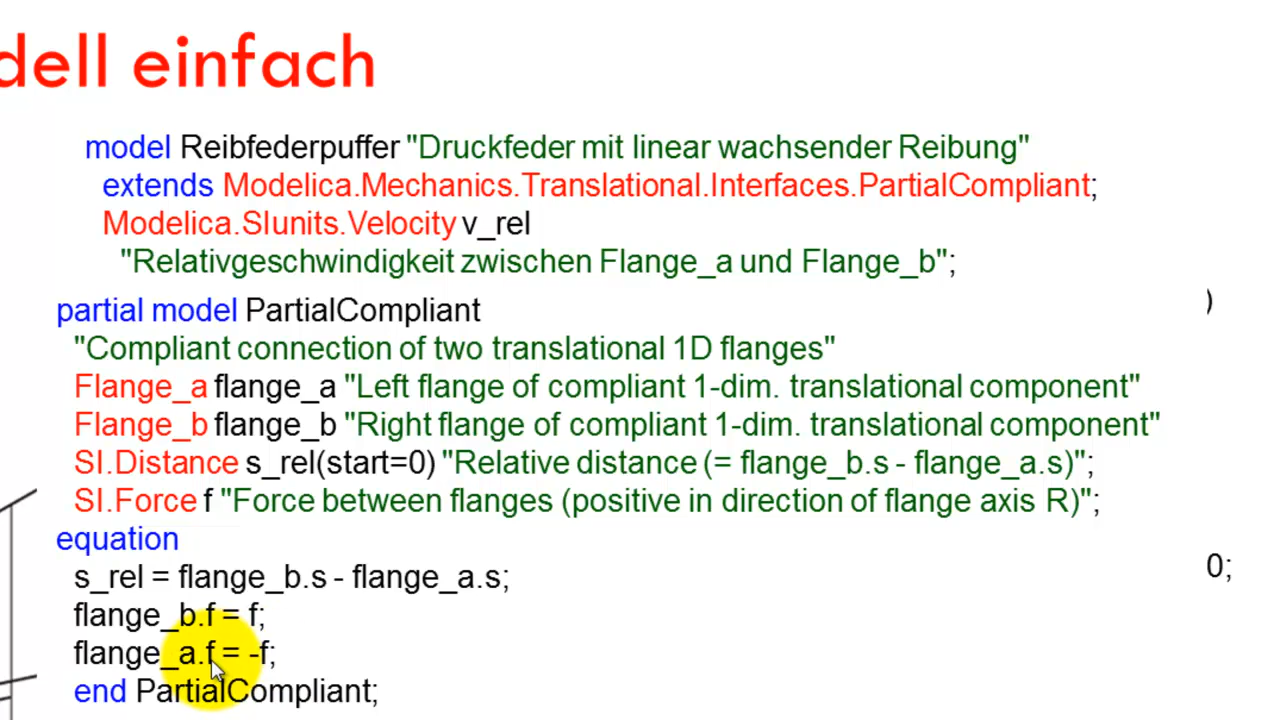 dell einfach
model Reibfederpuffer "Druckfeder mit linear wachsender Reibung"
extends Modelica.Mechanics.Translational.Interfaces.PartialCompliant;
Modelica.SIunits.Velocity v_rel
"Relativgeschwindigkeit zwischen Flange_a und Flange_b";
partial model PartialCompliant
)
"Compliant connection of two translational 1D flanges"
Flange_a flange_a "Left flange of compliant 1-dim. translational component"
Flange_b flange_b "Right flange of compliant 1-dim. translational component"
SI.Distance s_rel(start=0) "Relative distance (= flange_b.s - flange_a.s)";
SI.Force f "Force between flanges (positive in direction of flange axis R)";
equation
0;
s_rel = flange_b.s - flange_a.s;
flange_b.f = f;
flange_a.f = -f;
end PartialCompliant;